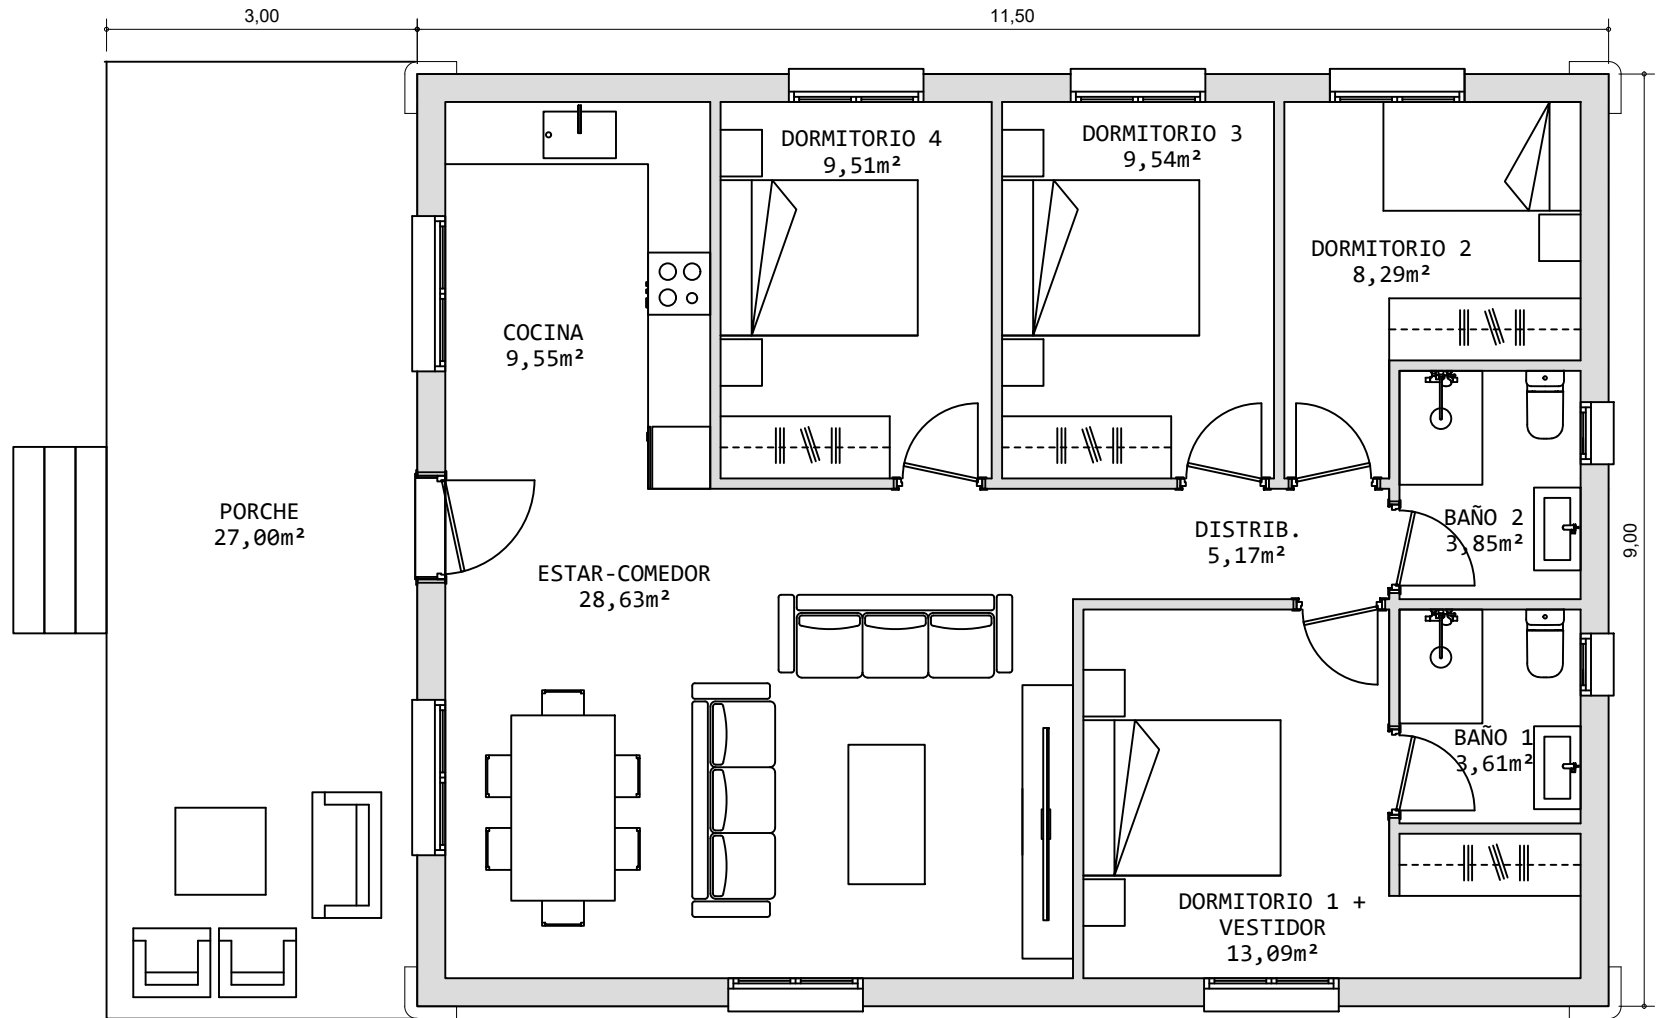 3,00
11,50
DORMITORIO 4
9,51m²
DORMITORIO 3
9,54m²
DORMITORIO 2
8,29m²
COCINA
9,55m²
PORCHE
27,00m²
DISTRIB.
5,17m²
BAÑO 2
3,85m²
9,00
ESTAR-COMEDOR
28,63m²
BAÑO 1
3,61m²
DORMITORIO 1 +
VESTIDOR
13,09m²